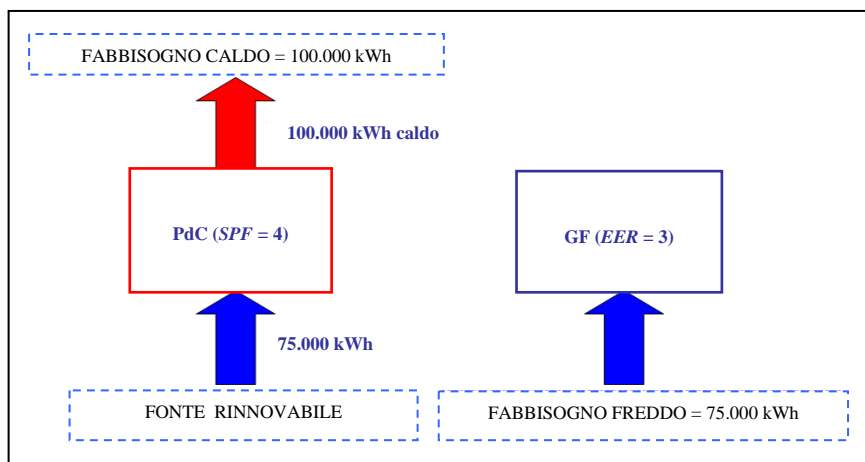 FABBISOGNO CALDO = 100.000 kWh
100.000 kWh caldo
PdC (SPF = 4)
GF (EER = 3)
75.000 kWh
FONTE RINNOVABILE
FABBISOGNO FREDDO = 75.000 kWh